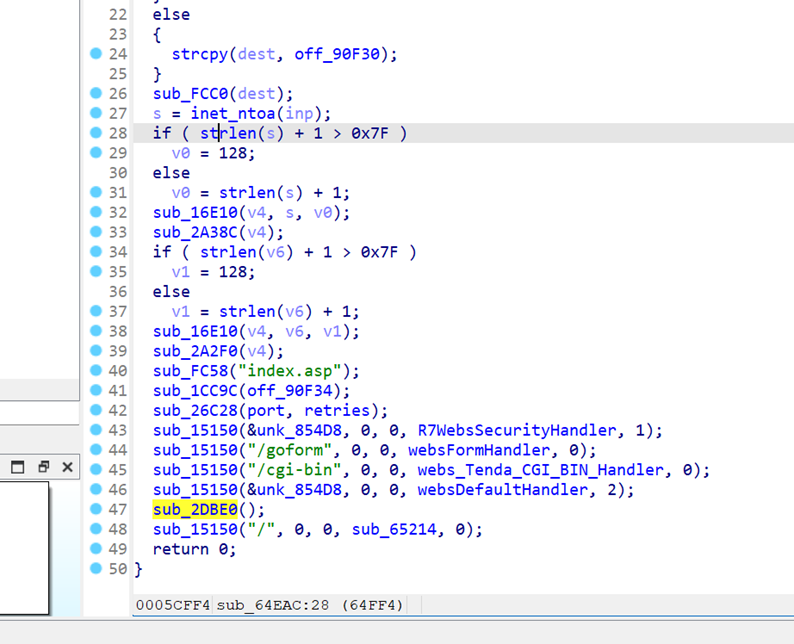 22 else
23 {
24 strcpy(dest, off_90F30);
25 }
26 sub_FCC0(dest);
27 s = inet_ntoa(inp);
28 if ( strlen(s) + 1 > 0x7F )
29 v0 = 128;
30 else
31 v0 = strlen(s) + 1;
32 sub_16E10(v4, s, v0);
33 sub_2A38C(v4);
34 if ( strlen(v6) + 1 > 0x7F )
35 v1 = 128;
36 else
37 v1 = strlen(v6) + 1;
38 sub_16E10(v4, v6, v1);
39 sub_2A2F0(v4);
40 sub_FC58("index.asp");
41 sub_1CC9C(off_90F34);
42 sub_26C28(port, retries);
43 sub_15150(&unk_854D8, 0, 0, R7WebsSecurityHandler, 1);
44 sub_15150("/goform", 0, 0, websFormHandler, 0);
45 sub_15150("/cgi-bin", 0, 0, webs_Tenda_CGI_BIN_Handler, 0);
46 sub_15150(&unk_854D8, 0, 0, websDefaultHandler, 2);
47 sub_2DBE0();
48 sub_15150("/", 0, 0, sub_65214, 0);
49 return 0;
50 }
0005CFF4 sub_64EAC:28 (64FF4)